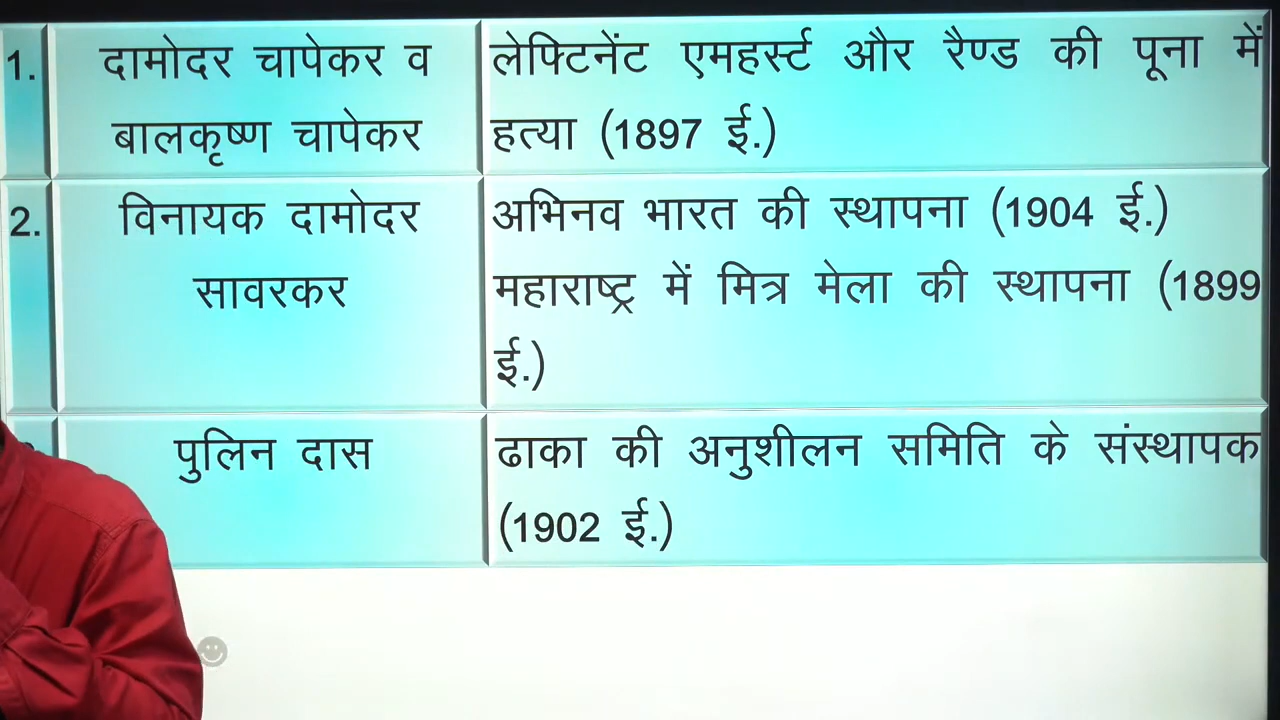 1. दामोदर चापेकर व लेफ्टिनेंट एमहर्स्ट और रैण्ड की पूना में
बालकृष्ण चापेकर हत्या (1897 ई.)
2. विनायक दामोदर अभिनव भारत की स्थापना (1904 ई.)
सावरकर महाराष्ट्र में मित्र मेला की स्थापना (1899
ई.)
पुलिन दास ढाका की अनुशीलन समिति के संस्थापक
(1902 ई.)